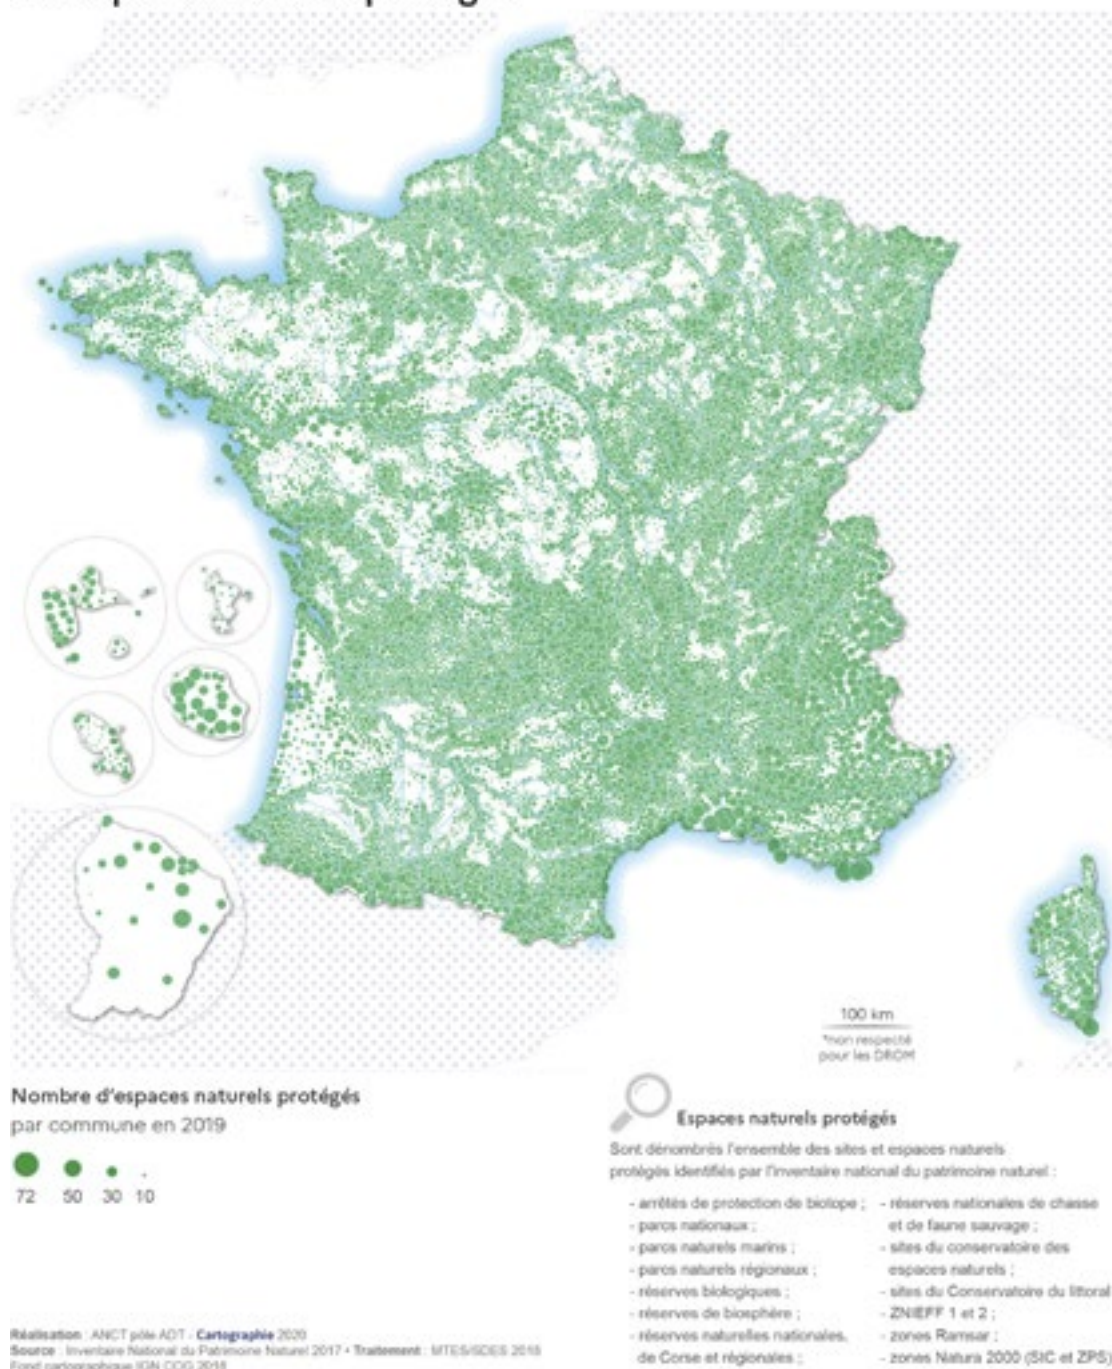 100 km
*non respecté
pour les DROM
Nombre d'espaces naturels protégés
par commune en 2019
72 50 30 10
Espaces naturels protégés
Sont dénombrés l'ensemble des sites et espaces naturels
protégés identifiés par l'inventaire national du patrimoine naturel :
- arrêtés de protection de biotope ;
- parcs nationaux ;
- parcs naturels marins ;
- parcs naturels régionaux ;
- réserves biologiques ;
- réserves de biosphère ;
- réserves naturelles nationales,
de Corse et régionales ;
- réserves nationales de chasse
et de faune sauvage ;
- sites du conservatoire des
espaces naturels ;
- sites du Conservatoire du littoral
- ZNIEFF 1 et 2 ;
- zones Ramsar ;
- zones Natura 2000 (SIC et ZPS)
Réalisation : ANCT pôle ADT - Cartographie 2020
Source : Inventaire National du Patrimoine Naturel 2017 • Traitement : MTES/SDES 2018
Fond cartographique IGN COG 2018